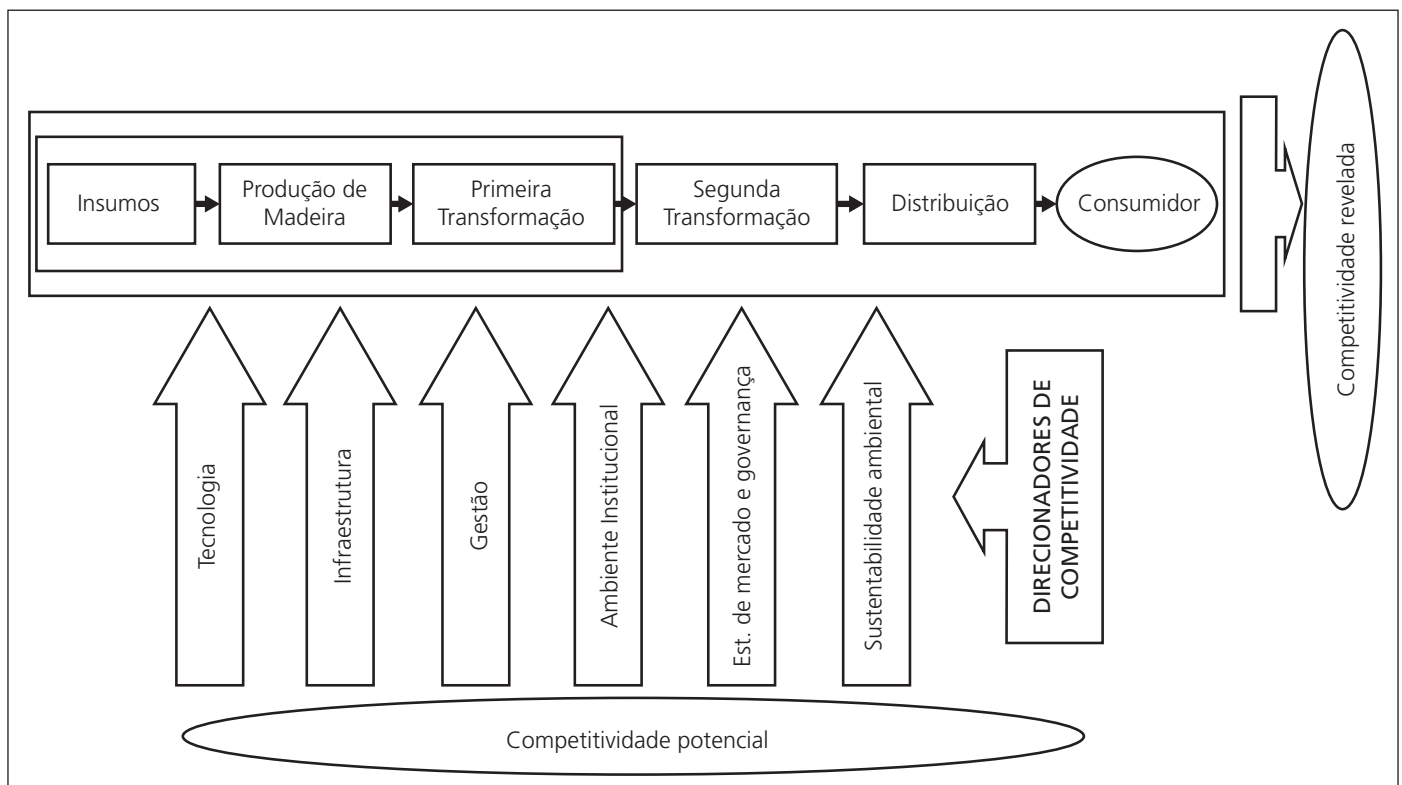 Insumos
Produção de
Madeira
Primeira
Transformação
Segunda
Transformação
Distribuição
Consumidor
Competitividade revelada
Tecnologia
Infraestrutura
Gestão
Ambiente Institucional
Est. de mercado e governança
Sustentabilidade ambiental
DIRECIONADORES DE
COMPETITIVIDADE
Competitividade potencial